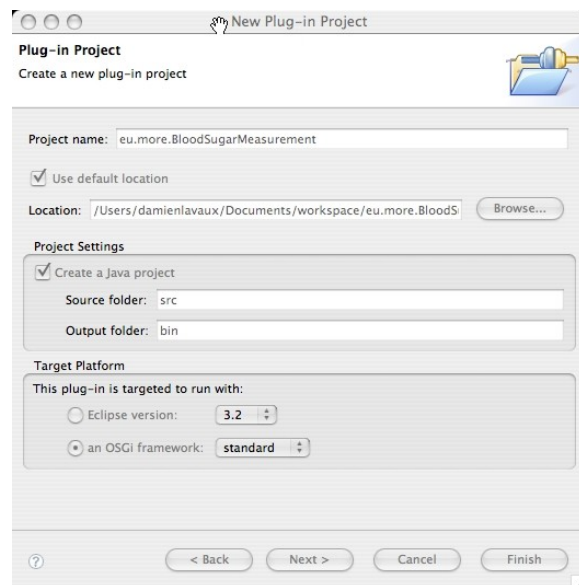 New Plug-in Project
Plug-in Project
Create a new plug-in project
Project name: eu.more.BloodSugarMeasurement
Use default location
Location: /Users/damienlavaux/Documents/workspace/eu.more.BloodS Browse...
Project Settings
Create a Java project
Source folder: src
Output folder: bin
Target Platform
This plug-in is targeted to run with:
Eclipse version: 3.2
an OSGi framework: standard
? < Back Next > Cancel Finish